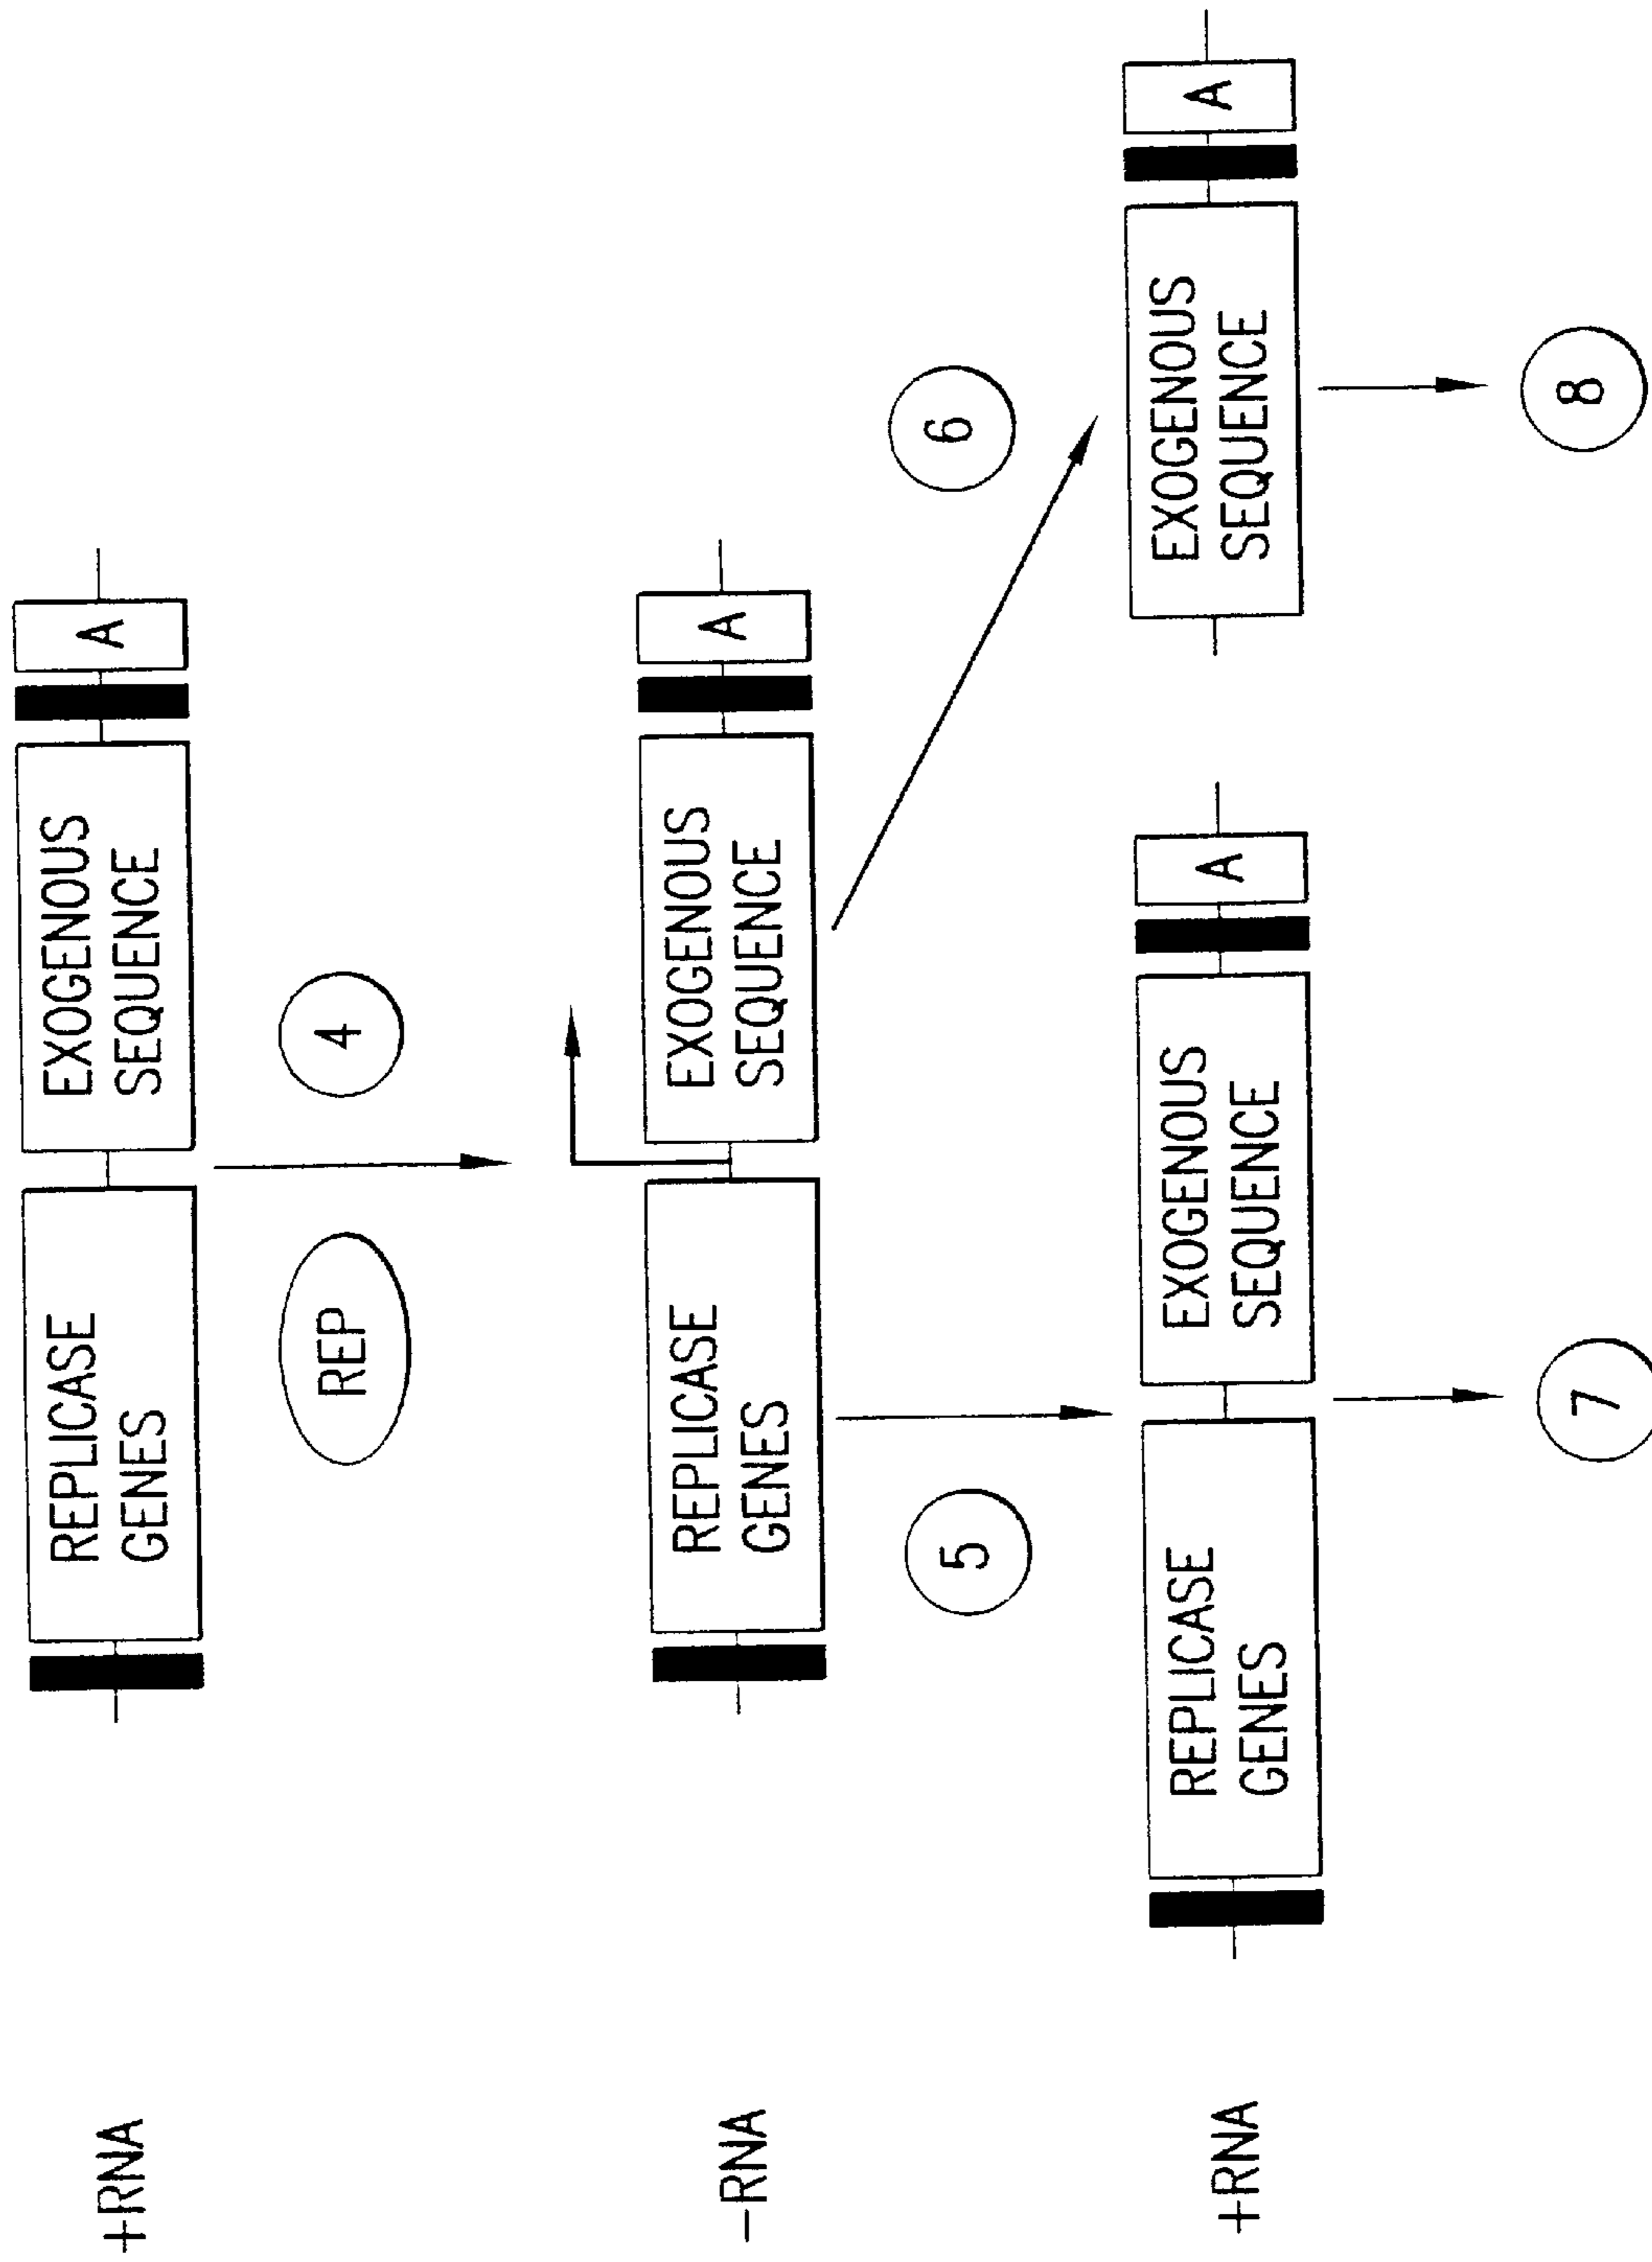 +RNA
REPLICASE
GENES
EXOGENOUS
SEQUENCE
A
REP
4
−RNA
REPLICASE
GENES
EXOGENOUS
SEQUENCE
A
5
6
+RNA
REPLICASE
GENES
EXOGENOUS
SEQUENCE
A
EXOGENOUS
SEQUENCE
A
7
8